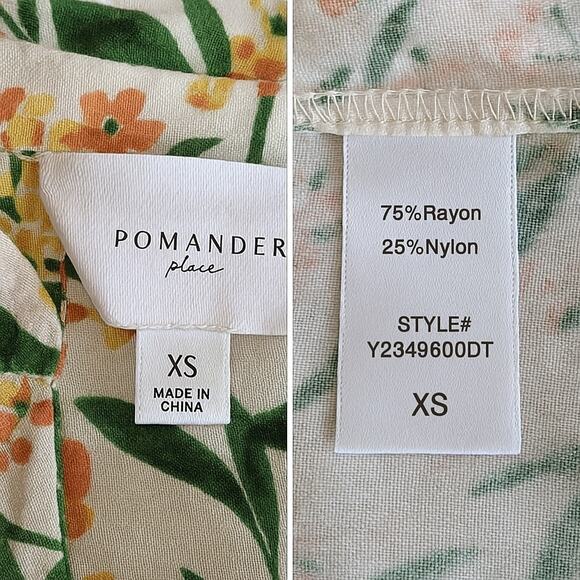 POMANDER
place
XS
MADE IN
CHINA
75%Rayon
25%Nylon
STYLE#
Y2349600DT
XS